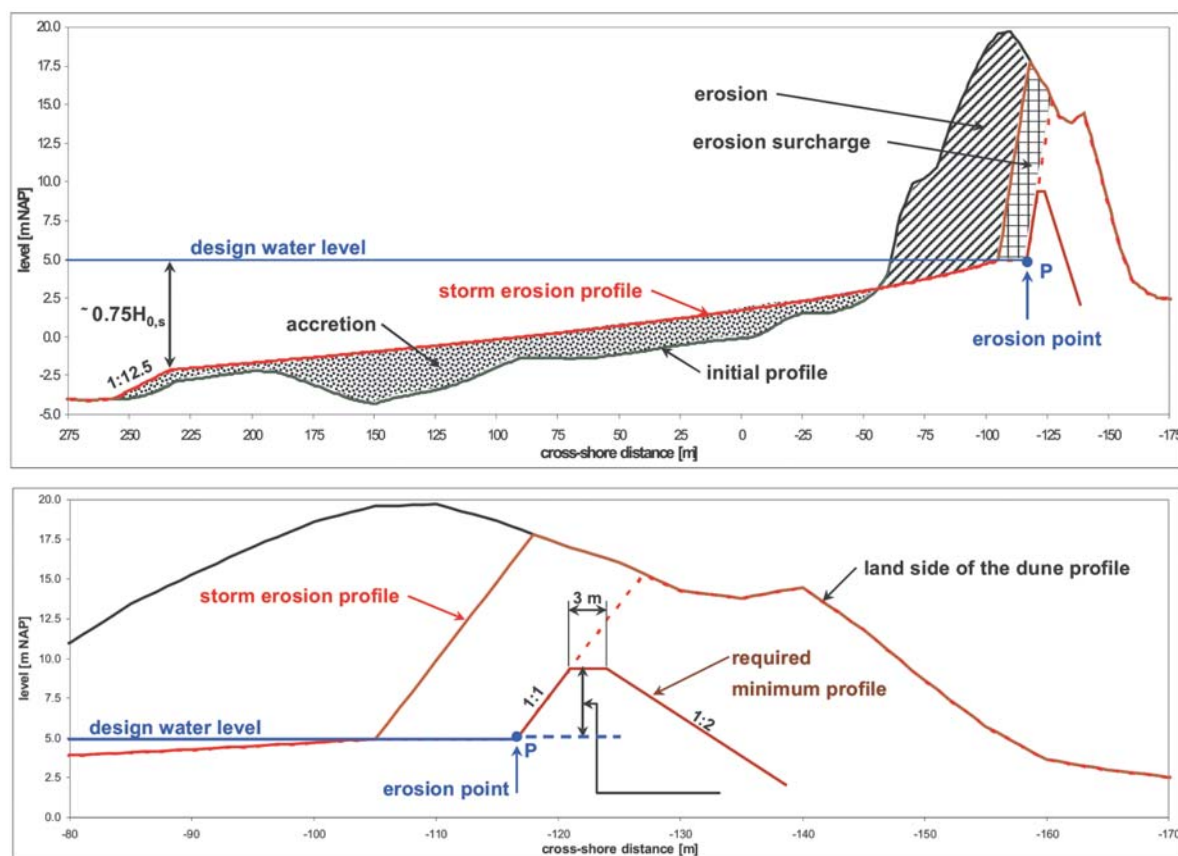 20.0
17.5
15.0
12.5
10.0
7.5
5.0
2.5
0.0
-2.5
-5.0
level [m NAP]
erosion
erosion surcharge
design water level
P
storm erosion profile
~0.75H0,s
accretion
erosion point
initial profile
1:12.5
275 250 225 200 175 150 125 100 75 50 25 0 -25 -50 -75 -100 -125 -150 -175
cross-shore distance [m]
20.0
17.5
15.0
12.5
10.0
7.5
5.0
2.5
0.0
level [m NAP]
land side of the dune profile
storm erosion profile
3 m
required
minimum profile
1:1
1:2
design water level
P
erosion point
-80 -90 -100 -110 -120 -130 -140 -150 -160 -170
cross-shore distance [m]